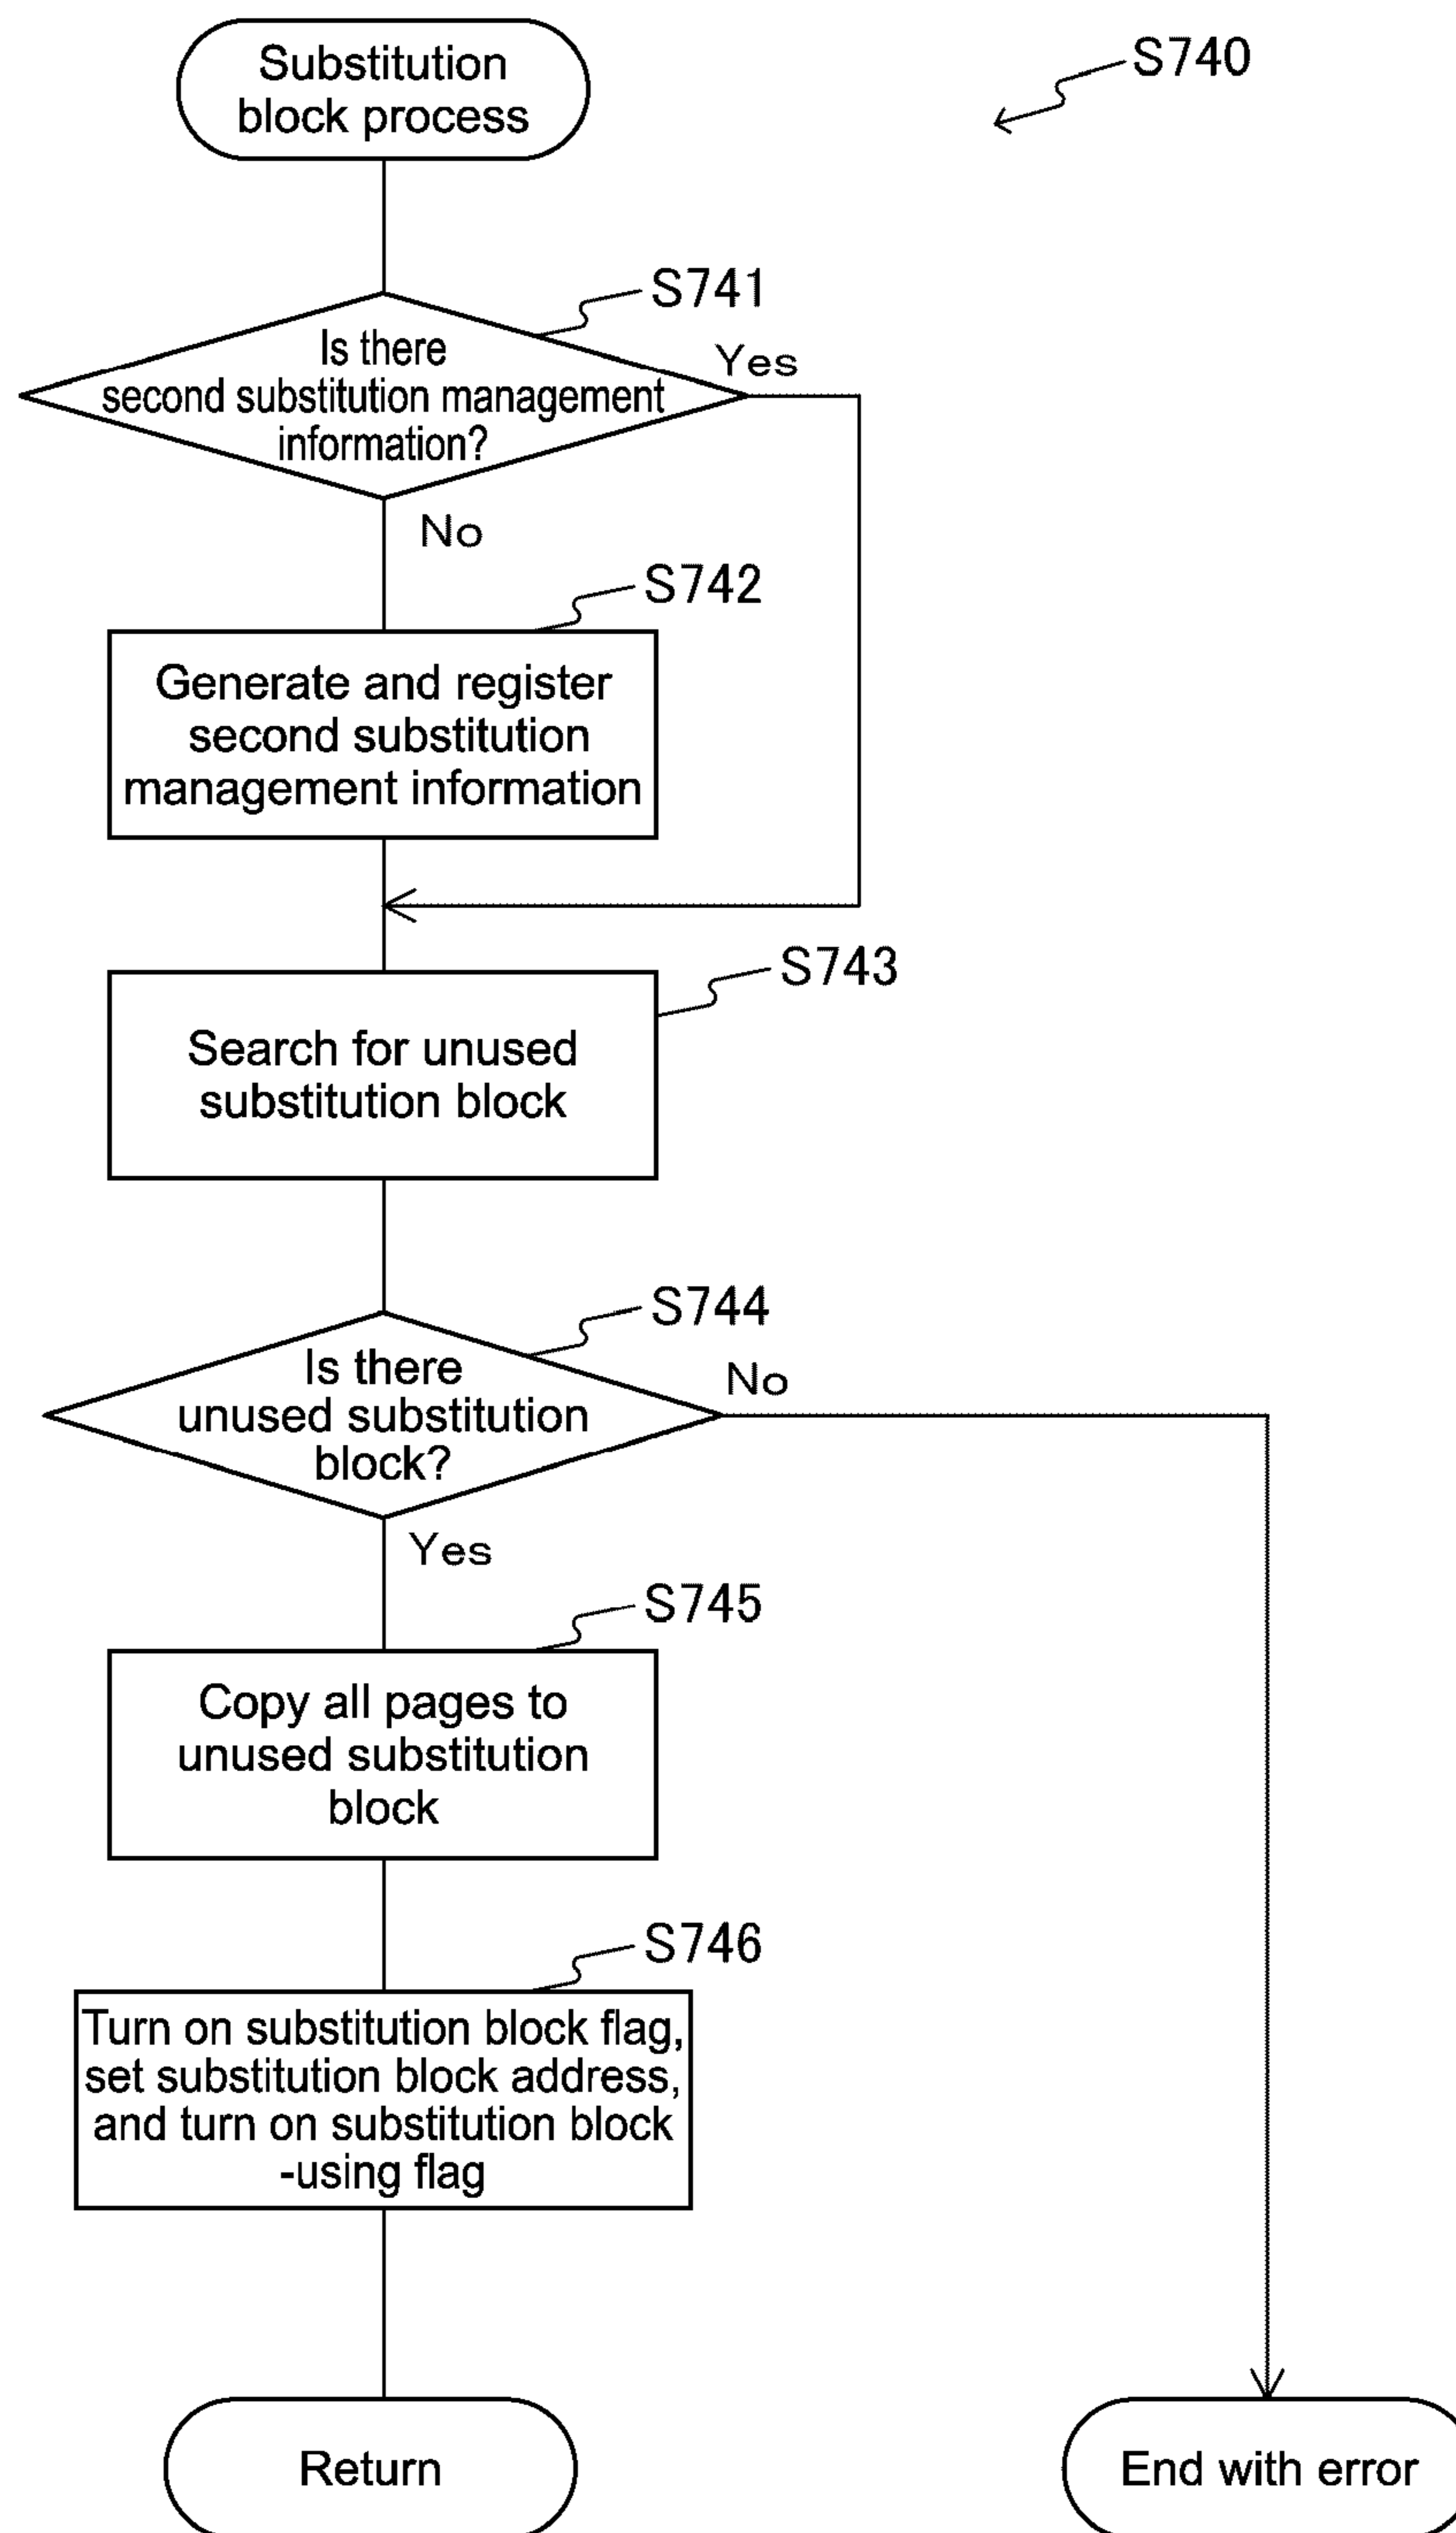 Substitution
block process
S740
S741
Is there
second substitution management
information?
Yes
No
S742
Generate and register
second substitution
management information
S743
Search for unused
substitution block
S744
Is there
unused substitution
block?
No
Yes
S745
Copy all pages to
unused substitution
block
S746
Turn on substitution block flag,
set substitution block address,
and turn on substitution block
-using flag
Return
End with error